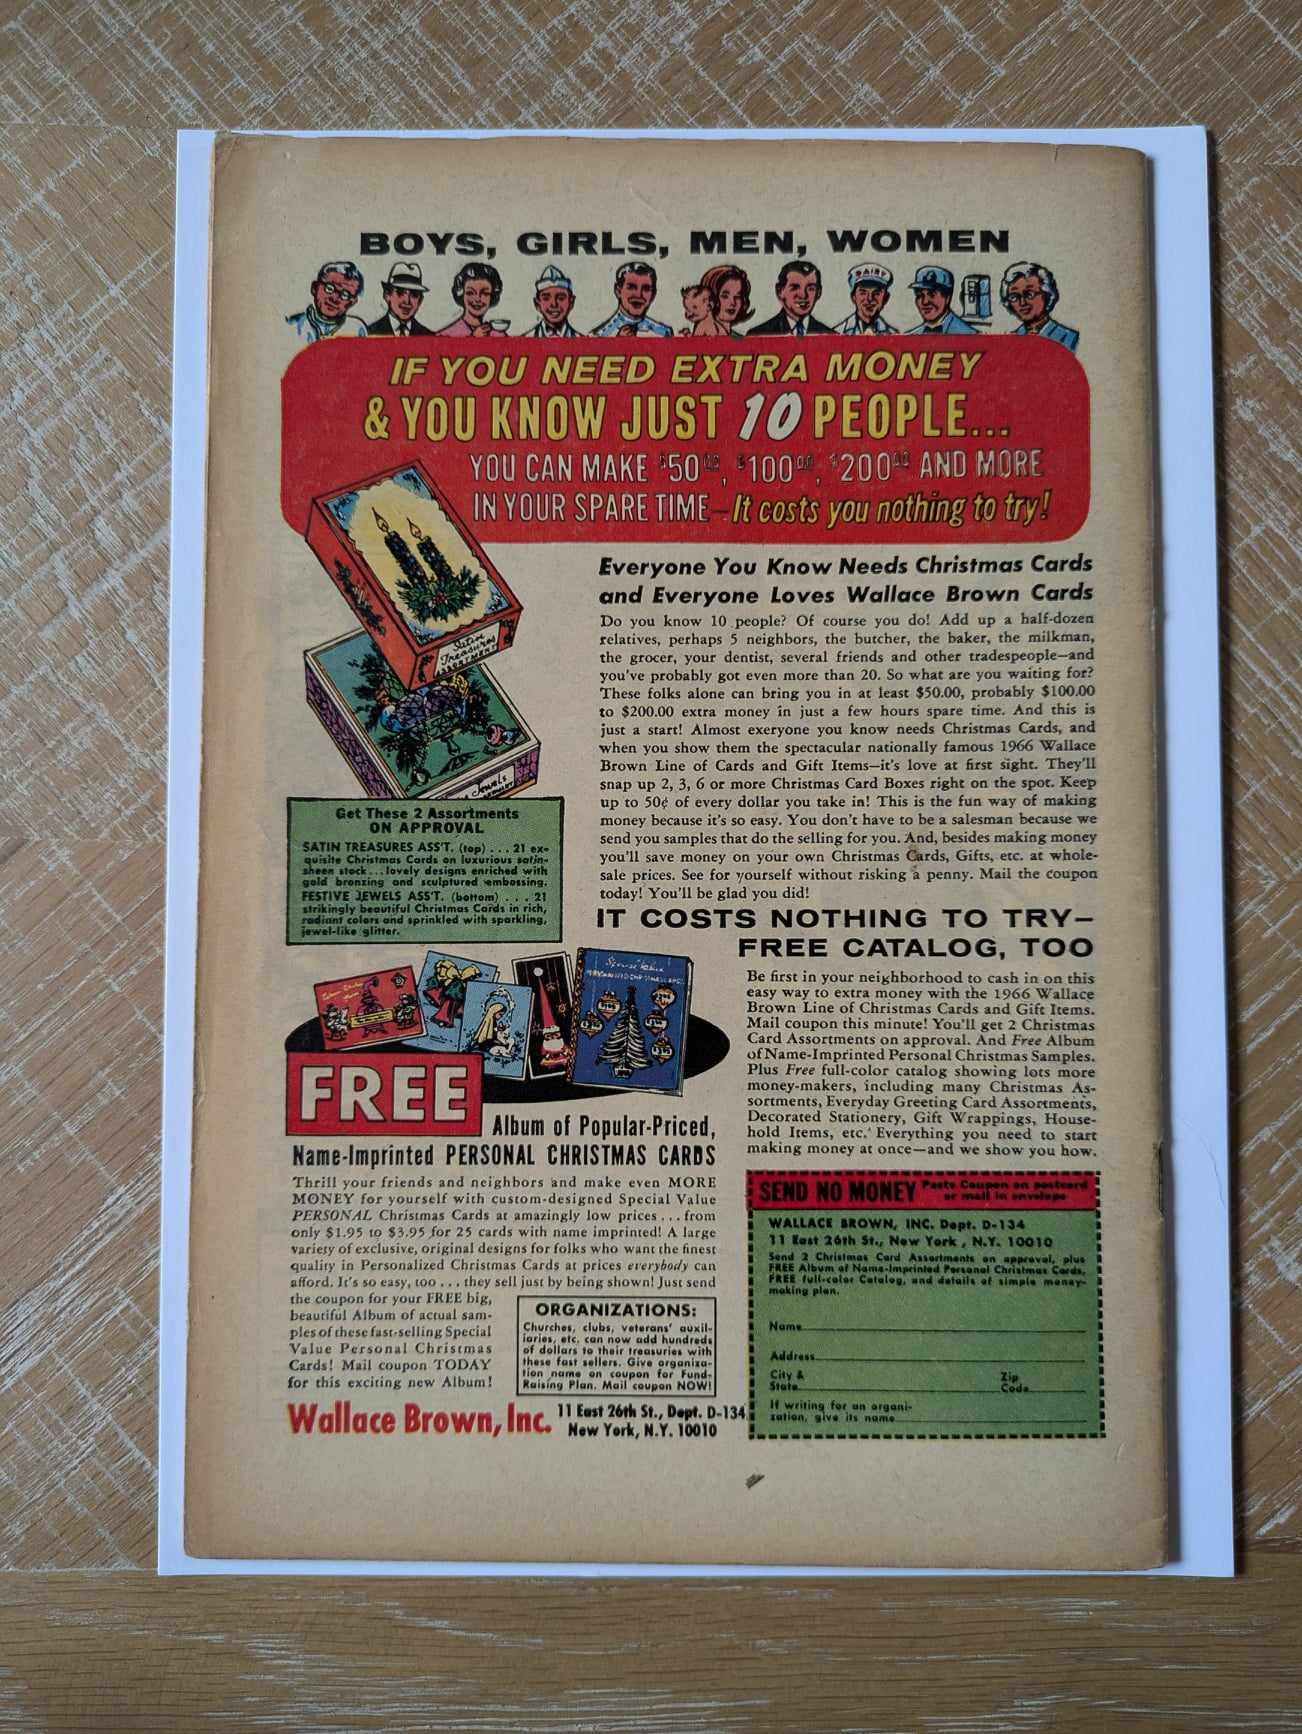 BOYS, GIRLS, MEN, WOMEN
DAIRY
IF YOU NEED EXTRA MONEY
& YOU KNOW JUST 10 PEOPLE...
YOU CAN MAKE $50.00, $100.00, $200.00 AND MORE
IN YOUR SPARE TIME—It costs you nothing to try!
Satin
Treasures
ASSORTMENT
Jewels
Get These 2 Assortments
ON APPROVAL
SATIN TREASURES ASS'T. (top) . . . 21 ex-
quisite Christmas Cards on luxurious satin-
sheen stock . . . lovely designs enriched with
gold bronzing and sculptured embossing.
FESTIVE JEWELS ASS'T. (bottom) . . . 21
strikingly beautiful Christmas Cards in rich,
radiant colors and sprinkled with sparkling,
jewel-like glitter.
Everyone You Know Needs Christmas Cards
and Everyone Loves Wallace Brown Cards
Do you know 10 people? Of course you do! Add up a half-dozen
relatives, perhaps 5 neighbors, the butcher, the baker, the milkman,
the grocer, your dentist, several friends and other tradespeople—and
you've probably got even more than 20. So what are you waiting for?
These folks alone can bring you in at least $50.00, probably $100.00
to $200.00 extra money in just a few hours spare time. And this is
just a start! Almost exeryone you know needs Christmas Cards, and
when you show them the spectacular nationally famous 1966 Wallace
Brown Line of Cards and Gift Items—it's love at first sight. They'll
snap up 2, 3, 6 or more Christmas Card Boxes right on the spot. Keep
up to 50¢ of every dollar you take in! This is the fun way of making
money because it's so easy. You don't have to be a salesman because we
send you samples that do the selling for you. And, besides making money
you'll save money on your own Christmas Cards, Gifts, etc. at whole-
sale prices. See for yourself without risking a penny. Mail the coupon
today! You'll be glad you did!
IT COSTS NOTHING TO TRY—
FREE CATALOG, TOO
Be first in your neighborhood to cash in on this
easy way to extra money with the 1966 Wallace
Brown Line of Christmas Cards and Gift Items.
Mail coupon this minute! You'll get 2 Christmas
Card Assortments on approval. And Free Album
of Name-Imprinted Personal Christmas Samples.
Plus Free full-color catalog showing lots more
money-makers, including many Christmas As-
sortments, Everyday Greeting Card Assortments,
Decorated Stationery, Gift Wrappings, House-
hold Items, etc. Everything you need to start
making money at once—and we show you how.
FREE
Album of Popular-Priced,
Name-Imprinted PERSONAL CHRISTMAS CARDS
Thrill your friends and neighbors and make even MORE
MONEY for yourself with custom-designed Special Value
PERSONAL Christmas Cards at amazingly low prices . . . from
only $1.95 to $3.95 for 25 cards with name imprinted! A large
variety of exclusive, original designs for folks who want the finest
quality in Personalized Christmas Cards at prices everybody can
afford. It's so easy, too . . . they sell just by being shown! Just send
the coupon for your FREE big,
beautiful Album of actual sam-
ples of these fast-selling Special
Value Personal Christmas
Cards! Mail coupon TODAY
for this exciting new Album!
ORGANIZATIONS:
Churches, clubs, veterans' auxil-
iaries, etc. can now add hundreds
of dollars to their treasuries with
these fast sellers. Give organiza-
tion name on coupon for Fund-
Raising Plan. Mail coupon NOW!
Wallace Brown, Inc. 11 East 26th St., Dept. D-134
New York, N.Y. 10010
SEND NO MONEY Paste Coupon on postcard
or mail in envelope
WALLACE BROWN, INC. Dept. D-134
11 East 26th St., New York, N.Y. 10010
Send 2 Christmas Card Assortments on approval, plus
FREE Album of Name-Imprinted Personal Christmas Cards,
FREE full-color Catalog, and details of simple money-
making plan.
Name
Address
City &
State
Zip
Code
If writing for an organi-
zation, give its name